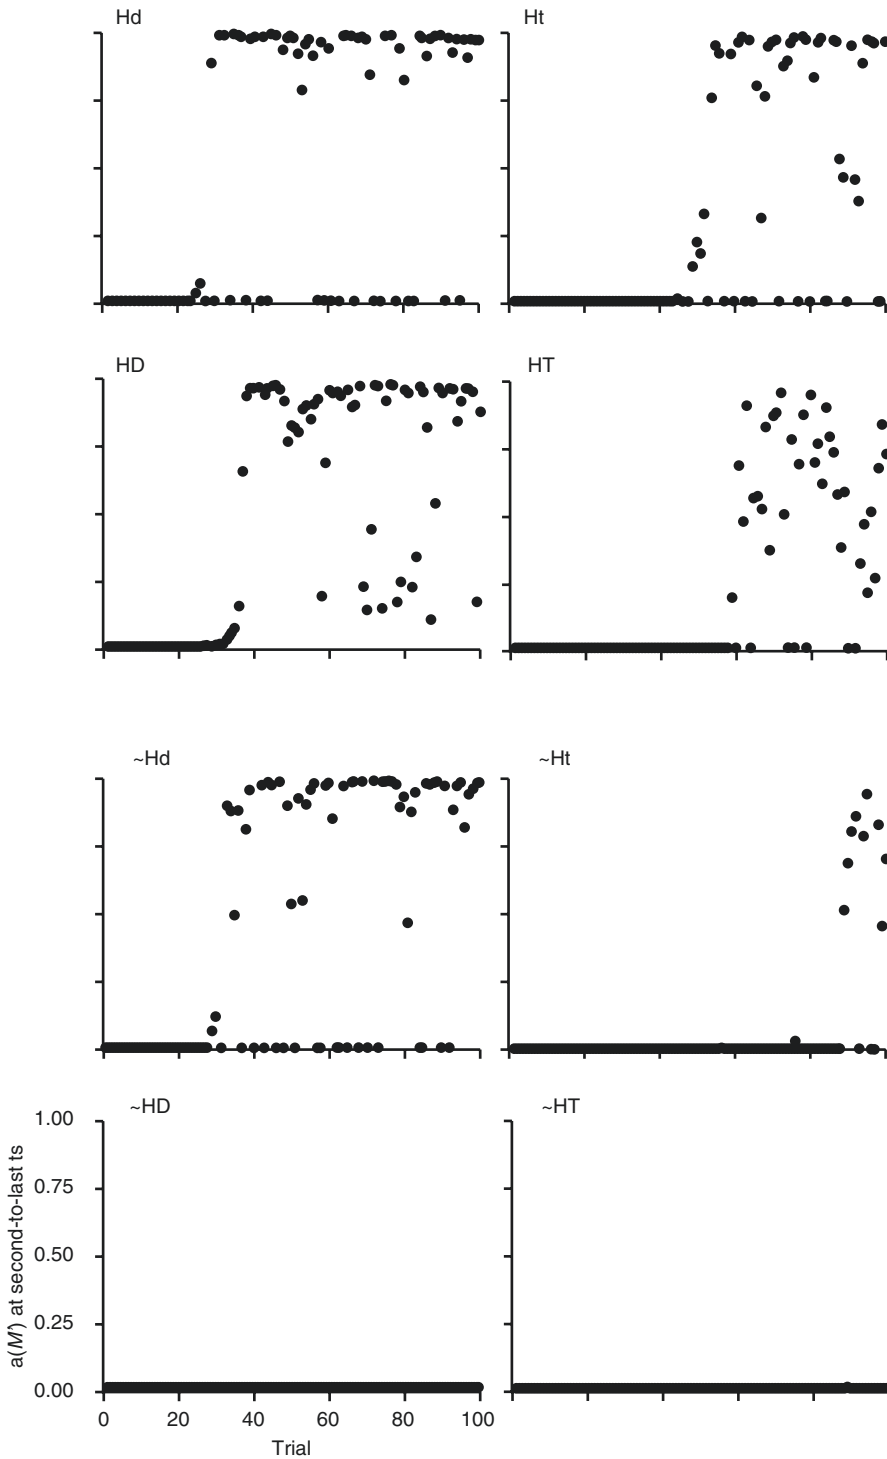 Hd
Ht
HD
HT
~Hd
~Ht
~HD
~HT
1.00
0.75
0.50
0.25
0.00
a(M') at second-to-last ts
0 20 40 60 80 100
Trial